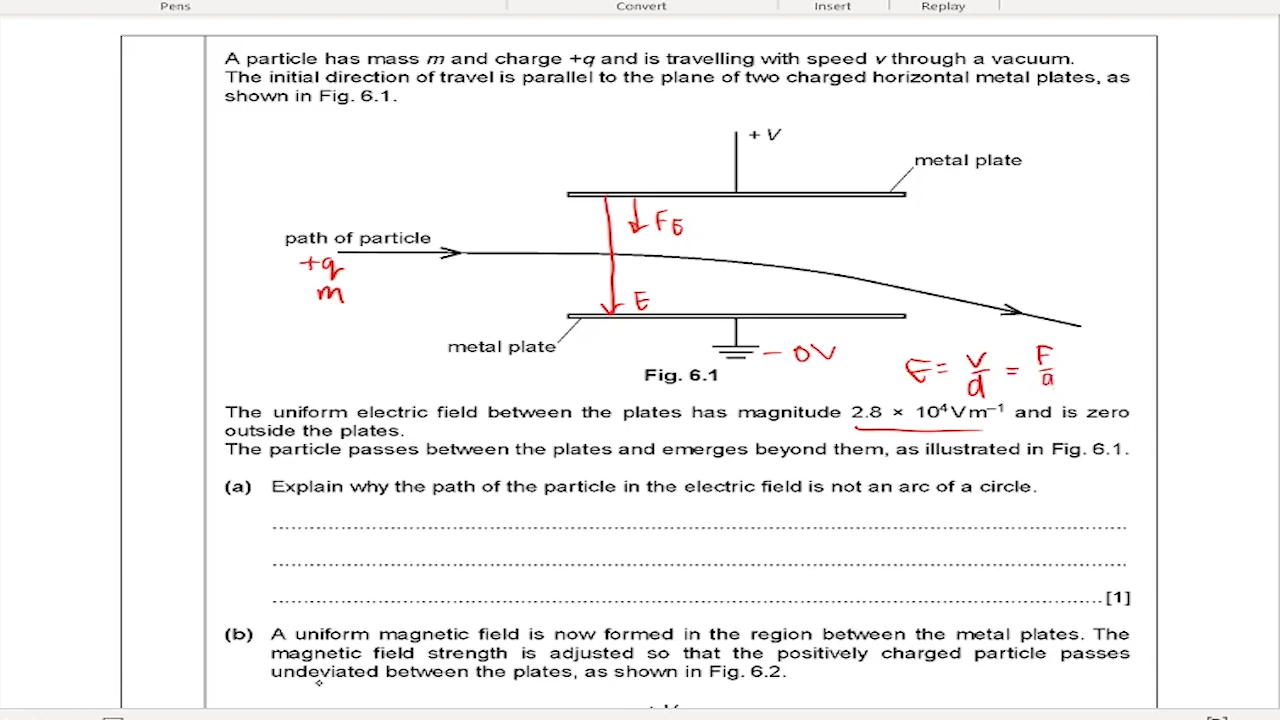 Pens Convert Insert Replay
A particle has mass m and charge +q and is travelling with speed v through a vacuum.
The initial direction of travel is parallel to the plane of two charged horizontal metal plates, as
shown in Fig. 6.1.
+ V
metal plate
FE
path of particle
+q
m
E
metal plate
- 0V
E = V/d = F/q
Fig. 6.1
The uniform electric field between the plates has magnitude 2.8 × 10⁴ V m⁻¹ and is zero
outside the plates.
The particle passes between the plates and emerges beyond them, as illustrated in Fig. 6.1.
(a) Explain why the path of the particle in the electric field is not an arc of a circle.
[1]
(b) A uniform magnetic field is now formed in the region between the metal plates. The
magnetic field strength is adjusted so that the positively charged particle passes
undeviated between the plates, as shown in Fig. 6.2.